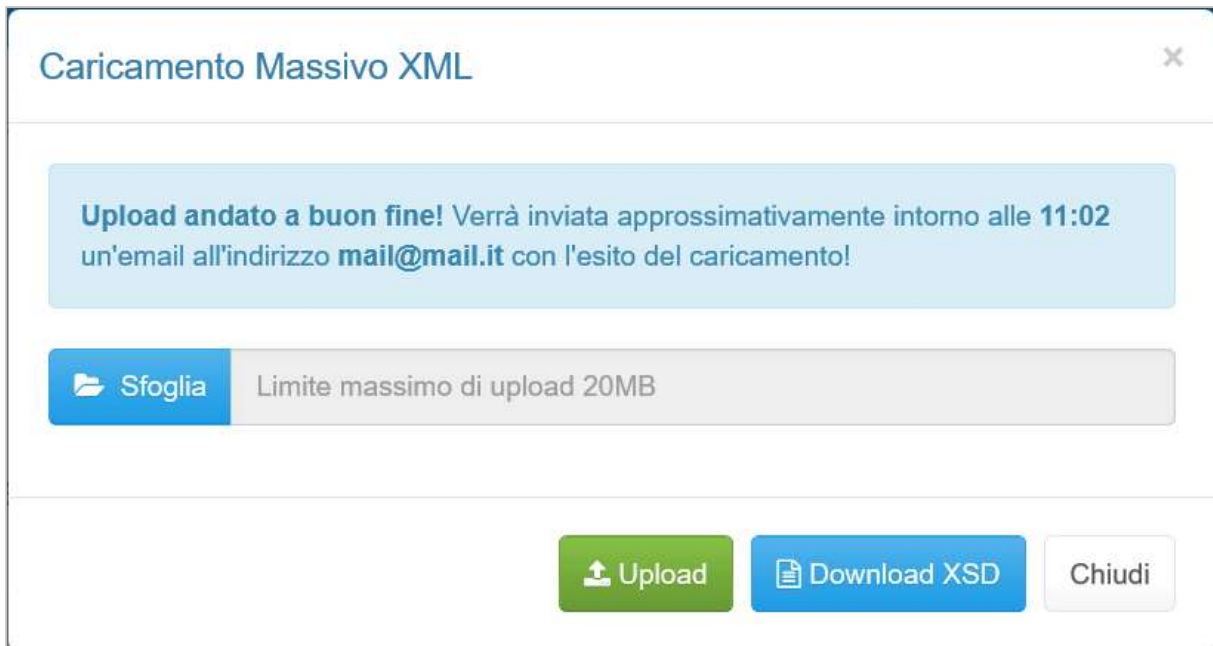 Caricamento Massivo XML
×
Upload andato a buon fine! Verrà inviata approssimativamente intorno alle 11:02
un'email all'indirizzo mail@mail.it con l'esito del caricamento!
Sfoglia Limite massimo di upload 20MB
Upload Download XSD Chiudi